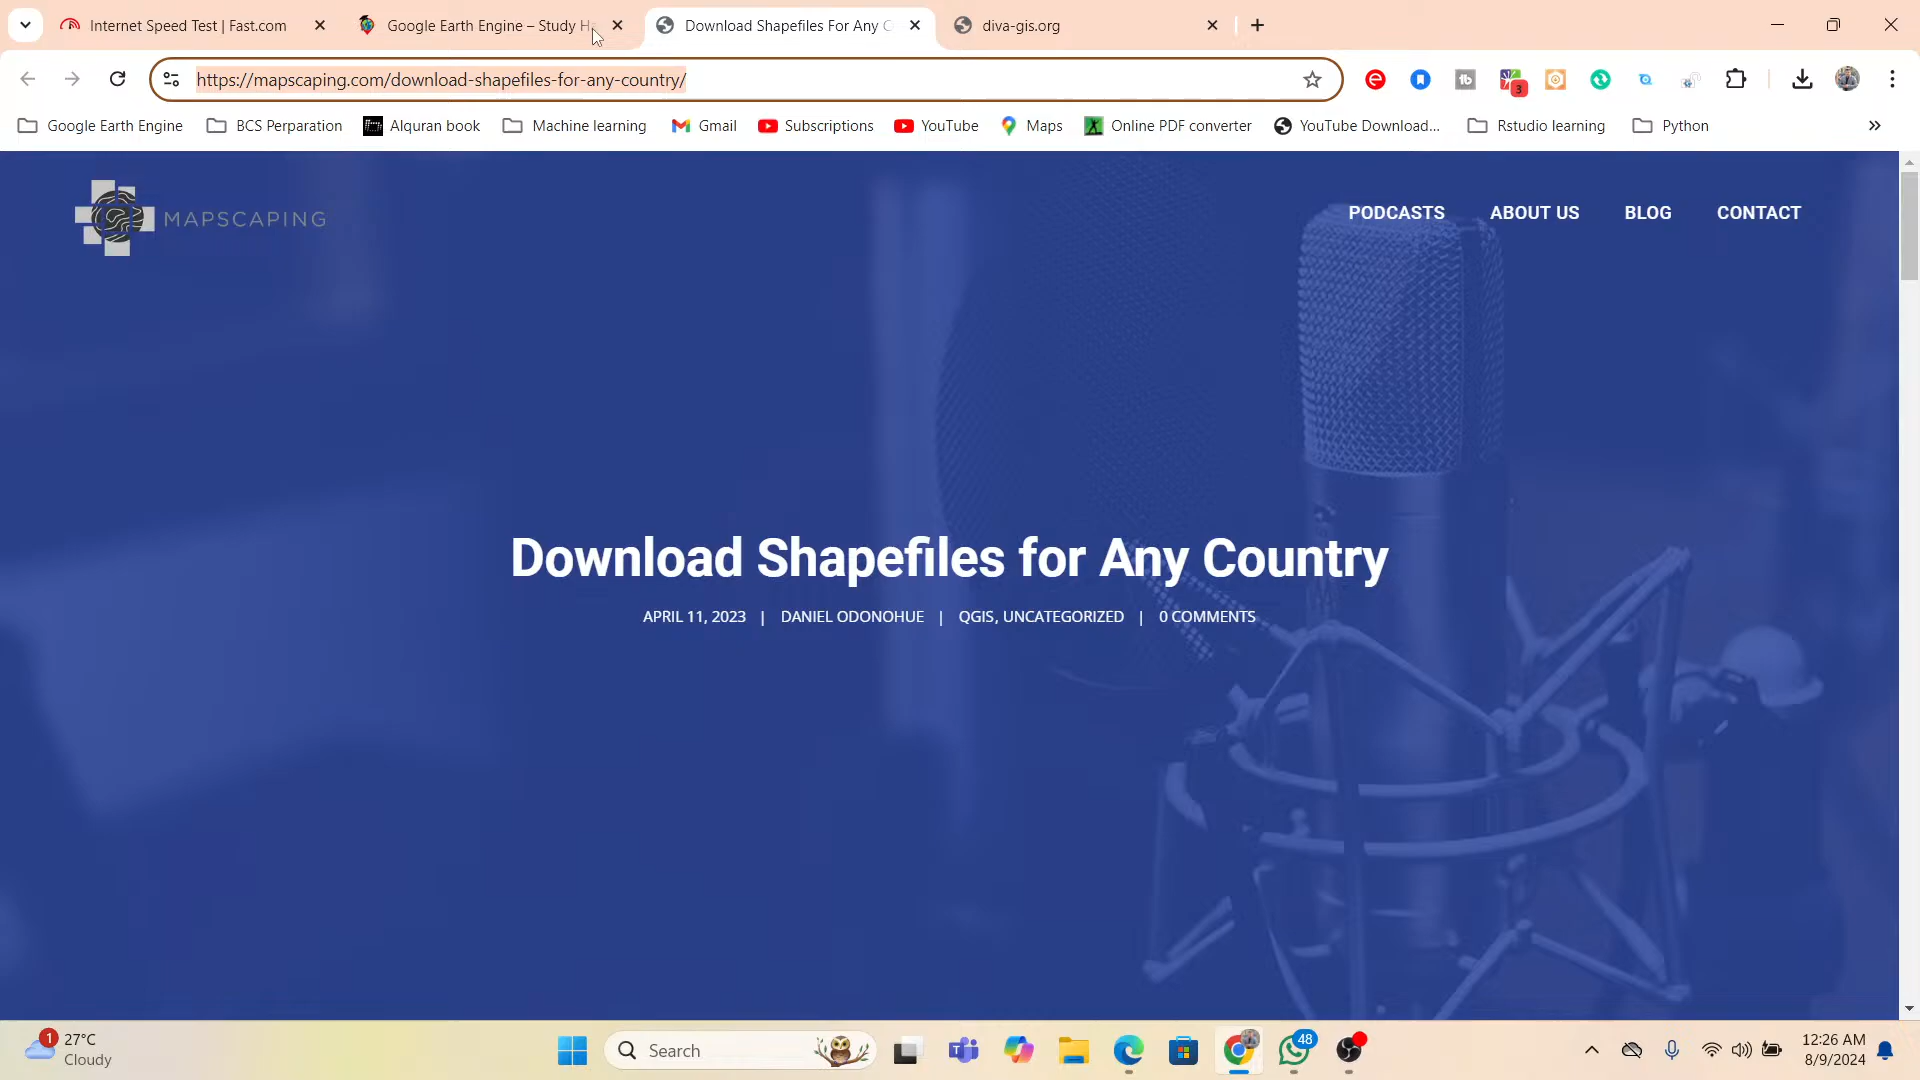 Internet Speed Test | Fast.com
Google Earth Engine – Study H
Download Shapefiles For Any C
diva-gis.org
https://mapscaping.com/download-shapefiles-for-any-country/
3
Google Earth Engine
BCS Perparation
Alquran book
Machine learning
Gmail
Subscriptions
YouTube
Maps
Online PDF converter
YouTube Download...
Rstudio learning
Python
MAPSCAPING
PODCASTS
ABOUT US
BLOG
CONTACT
Download Shapefiles for Any Country
APRIL 11, 2023 | DANIEL ODONOHUE | QGIS, UNCATEGORIZED | 0 COMMENTS
1
27°C
Cloudy
Search
48
12:26 AM
8/9/2024